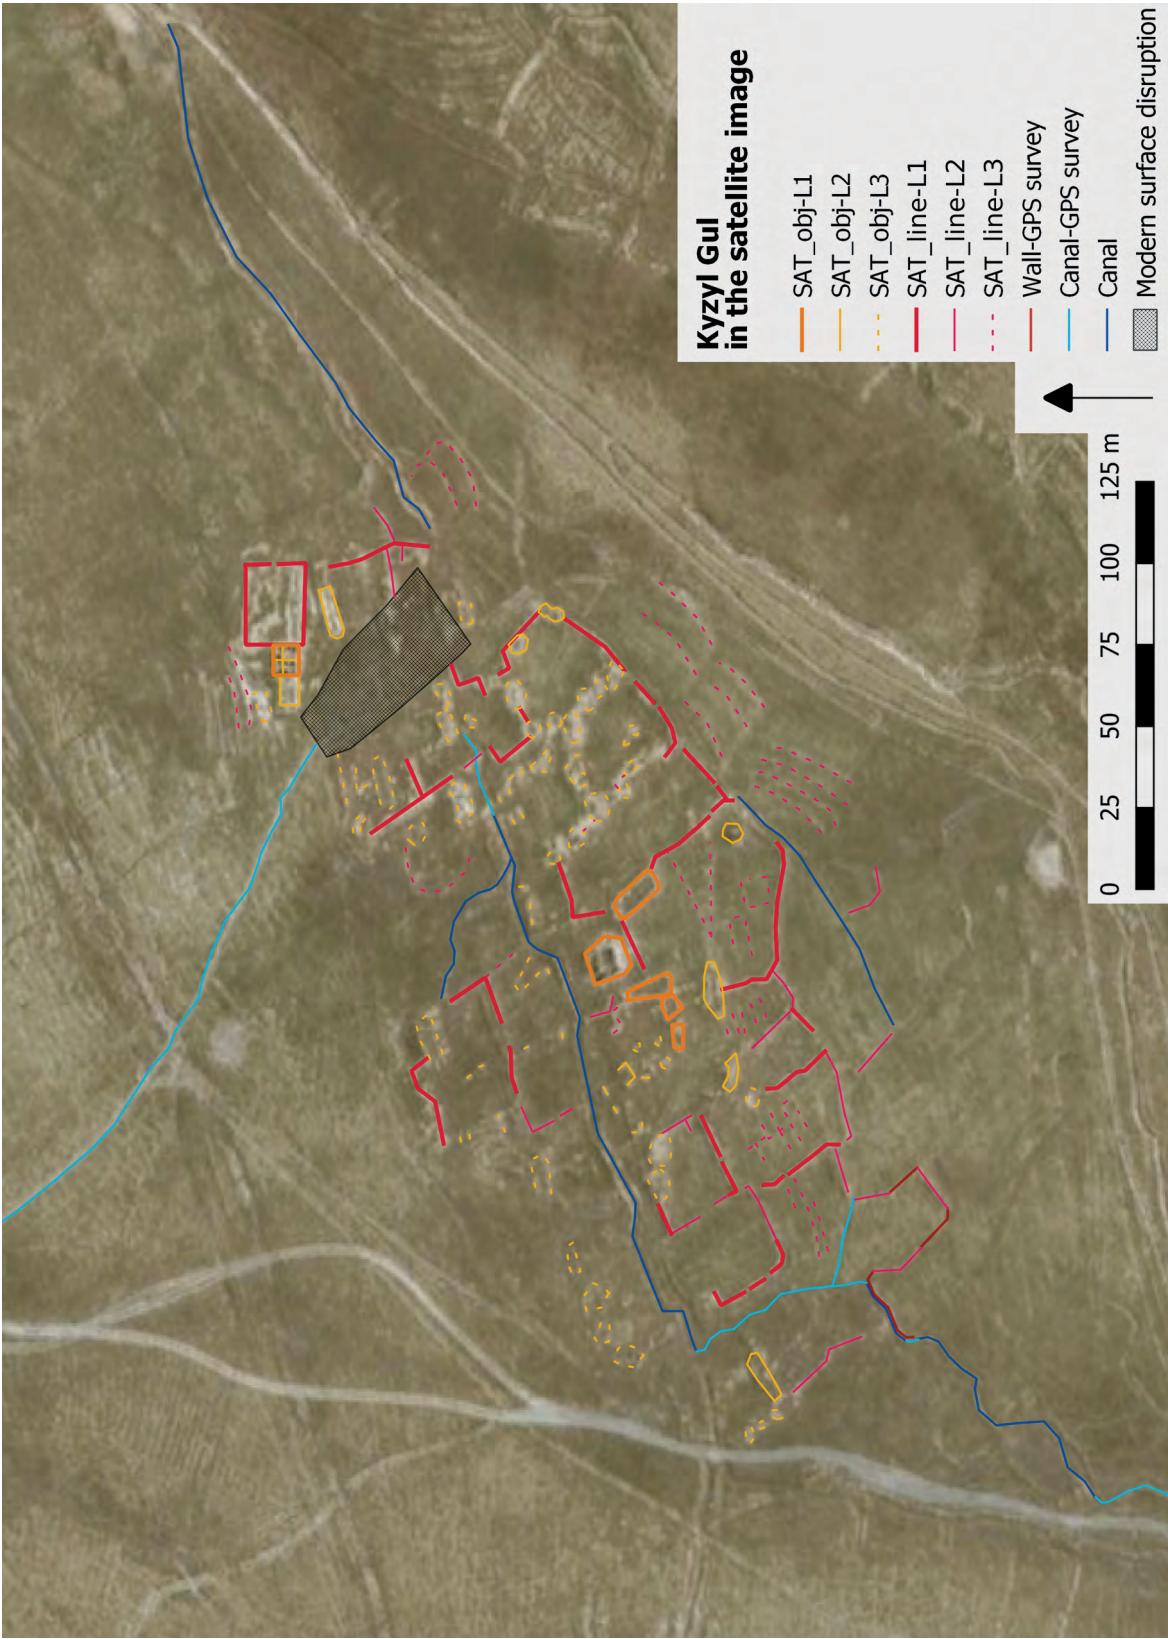 Kyzyl Gul
in the satellite image
SAT_obj-L1
SAT_obj-L2
SAT_obj-L3
SAT_line-L1
SAT_line-L2
SAT_line-L3
Wall-GPS survey
Canal-GPS survey
Canal
Modern surface disruption
0 25 50 75 100 125 m